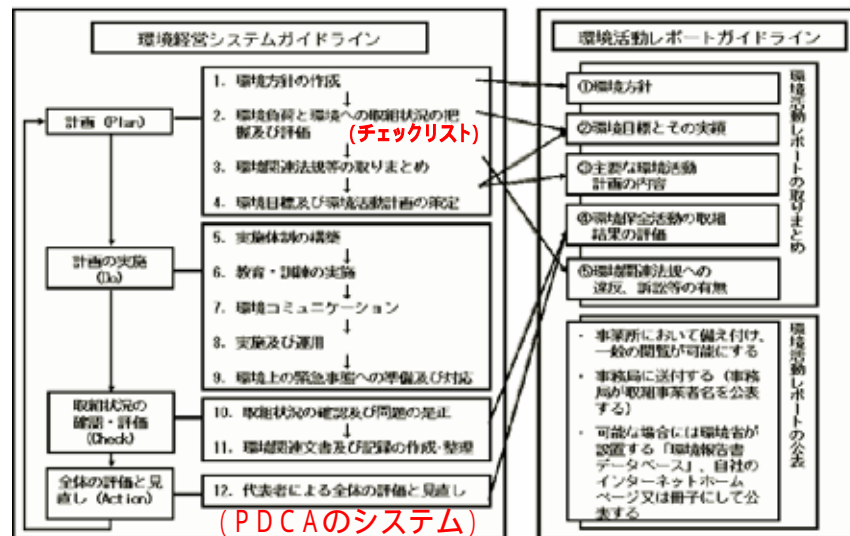 環境経営システムガイドライン
計画 (Plan)
1. 環境方針の作成
2. 環境負荷と環境への取組状況の把
握及び評価
(チェックリスト)
3. 環境関連法規等の取りまとめ
4. 環境目標及び環境活動計画の策定
計画の実施
(Do)
5. 実施体制の構築
6. 教育・訓練の実施
7. 環境コミュニケーション
8. 実施及び運用
9. 環境上の緊急事態への準備及び対応
取組状況の
確認・評価
(Check)
10. 取組状況の確認及び問題の是正
11. 環境関連文書及び記録の作成・整理
全体の評価と見
直し (Action)
12. 代表者による全体の評価と見直し
(PDCAのシステム)
環境活動レポートガイドライン
①環境方針
②環境目標とその実績
③主要な環境活動
計画の内容
④環境保全活動の取組
結果の評価
⑤環境関連法規への
違反、訴訟等の有無
環境活動レポートの取りまとめ
・ 事業所において備え付け、
一般の閲覧が可能にする
・ 事務局に送付する（事務
局が取組事業者名を公表
する）
・ 可能な場合には環境省が
設置する「環境報告書
データベース」、自社の
インターネットホーム
ページ又は冊子にして公
表する
環境活動レポートの公表